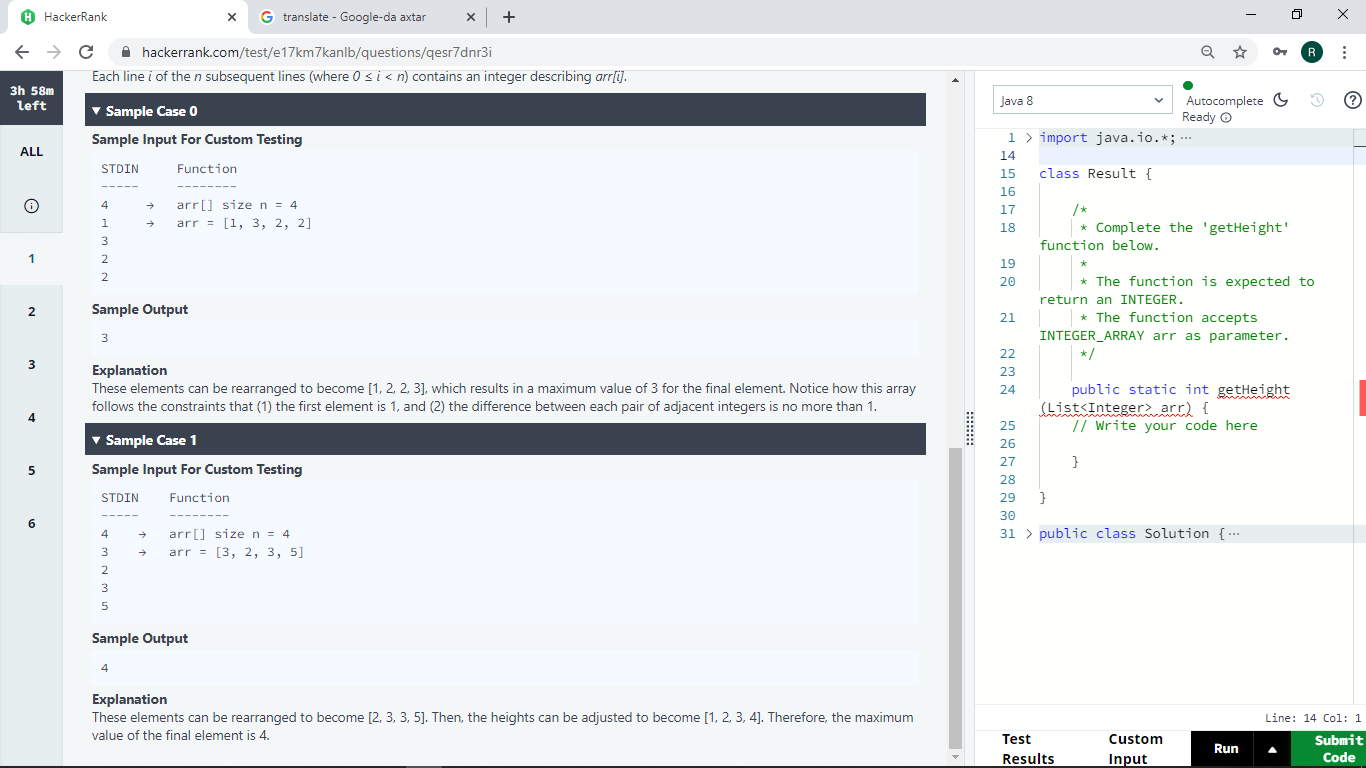 HackerRank
translate - Google-da axtar
hackerrank.com/test/e17km7kanlb/questions/qesr7dnr3i
R
3h 58m
left
ALL
1
2
3
4
5
6
Each line i of the n subsequent lines (where 0 ≤ i < n) contains an integer describing arr[i].
▼ Sample Case 0
Sample Input For Custom Testing
STDIN Function
----- --------
4 → arr[] size n = 4
1 → arr = [1, 3, 2, 2]
3
2
2
Sample Output
3
Explanation
These elements can be rearranged to become [1, 2, 2, 3], which results in a maximum value of 3 for the final element. Notice how this array
follows the constraints that (1) the first element is 1, and (2) the difference between each pair of adjacent integers is no more than 1.
▼ Sample Case 1
Sample Input For Custom Testing
STDIN Function
----- --------
4 → arr[] size n = 4
3 → arr = [3, 2, 3, 5]
2
3
5
Sample Output
4
Explanation
These elements can be rearranged to become [2, 3, 3, 5]. Then, the heights can be adjusted to become [1, 2, 3, 4]. Therefore, the maximum
value of the final element is 4.
Java 8
Autocomplete
Ready
1 import java.io.*; ···
14
15 class Result {
16
17 /*
18 * Complete the 'getHeight'
function below.
19 *
20 * The function is expected to
return an INTEGER.
21 * The function accepts
INTEGER_ARRAY arr as parameter.
22 */
23
24 public static int getHeight
(List<Integer> arr) {
25 // Write your code here
26
27 }
28
29 }
30
31 public class Solution { ···
Line: 14 Col: 1
Test
Results
Custom
Input
Run
Submit
Code